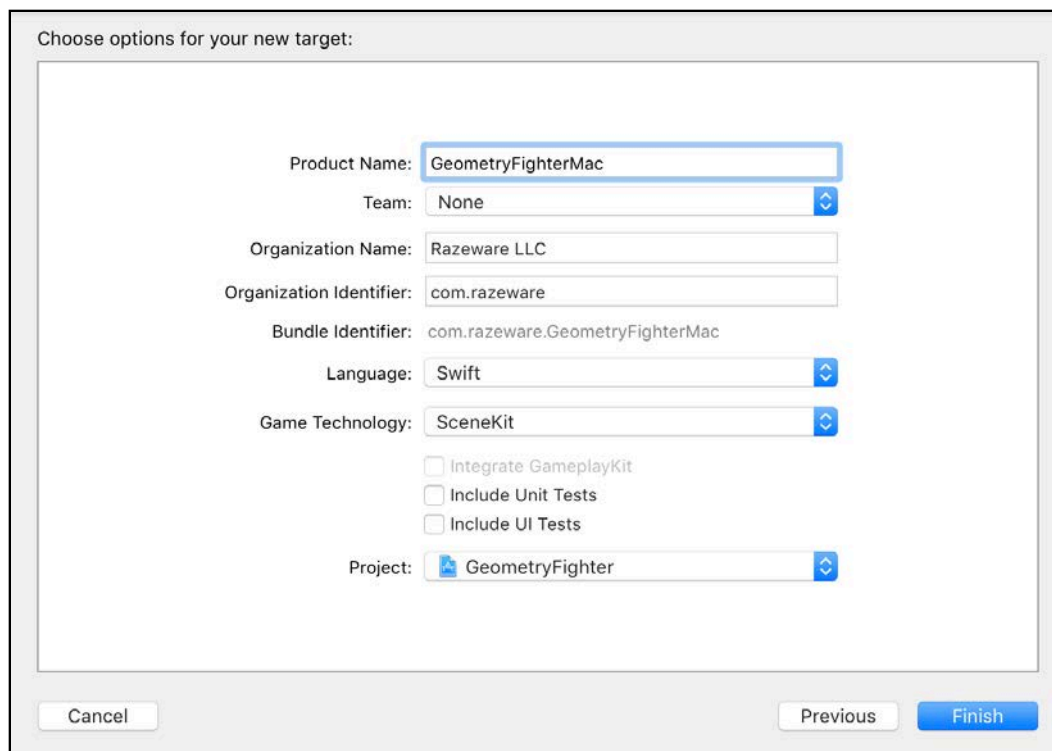 Choose options for your new target:
Product Name: GeometryFighterMac
Team: None
Organization Name: Razeware LLC
Organization Identifier: com.razeware
Bundle Identifier: com.razeware.GeometryFighterMac
Language: Swift
Game Technology: SceneKit
Integrate GameplayKit
Include Unit Tests
Include UI Tests
Project: GeometryFighter
Cancel Previous Finish